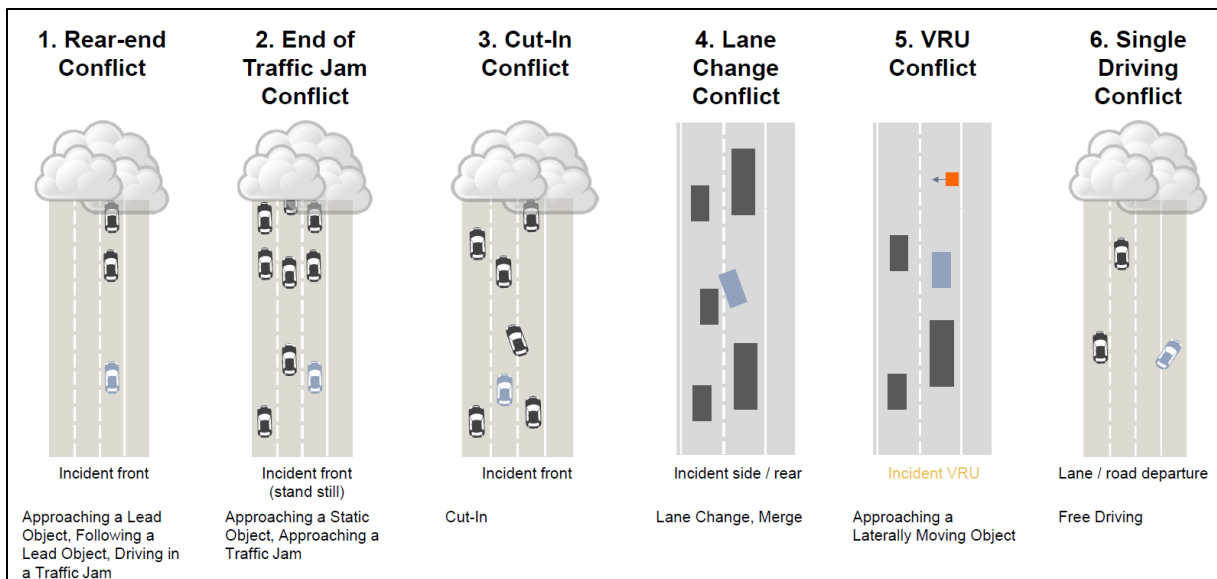 1. Rear-end
Conflict
2. End of
Traffic Jam
Conflict
3. Cut-In
Conflict
4. Lane
Change
Conflict
5. VRU
Conflict
6. Single
Driving
Conflict
Incident front
Incident front
(stand still)
Incident front
Incident side / rear
Incident VRU
Lane / road departure
Approaching a Lead
Object, Following a
Lead Object, Driving in
a Traffic Jam
Approaching a Static
Object, Approaching a
Traffic Jam
Cut-In
Lane Change, Merge
Approaching a
Laterally Moving Object
Free Driving